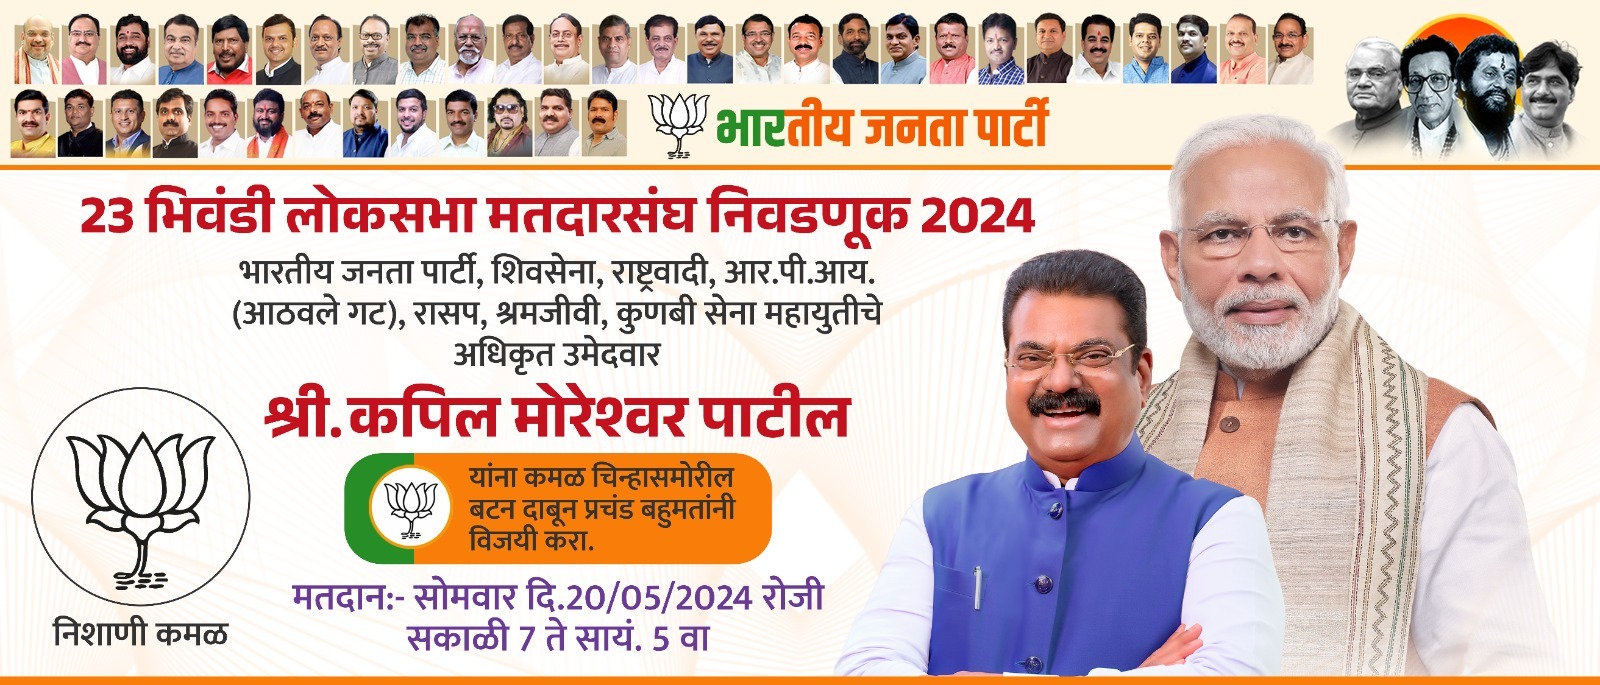 भारतीय जनता पार्टी
23 भिवंडी लोकसभा मतदारसंघ निवडणूक 2024
भारतीय जनता पार्टी, शिवसेना, राष्ट्रवादी, आर.पी.आय.
(आठवले गट), रासप, श्रमजीवी, कुणबी सेना महायुतीचे
अधिकृत उमेदवार
श्री.कपिल मोरेश्वर पाटील
यांना कमळ चिन्हासमोरील
बटन दाबून प्रचंड बहुमतांनी
विजयी करा.
मतदान:- सोमवार दि.20/05/2024 रोजी
सकाळी 7 ते सायं. 5 वा
निशाणी कमळ